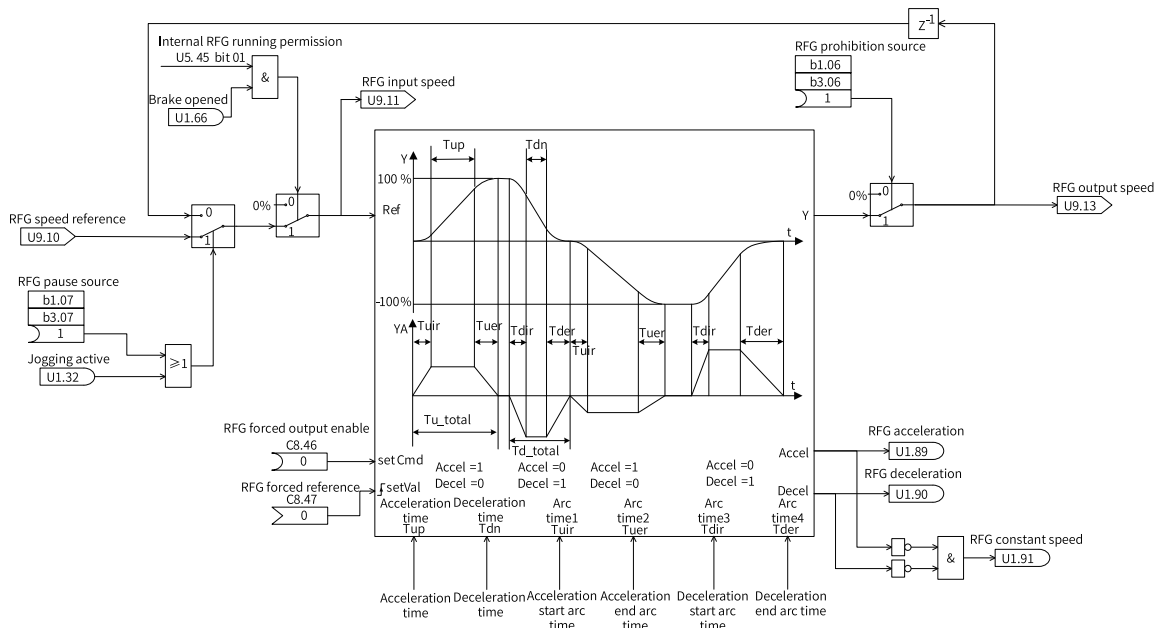 Z-1
Internal RFG running permission
U5. 45 bit 01
&
Brake opened
U1.66
RFG input speed
U9.11
RFG prohibition source
b1.06
b3.06
1
0
0%
1
RFG output speed
U9.13
RFG speed reference
U9.10
0
1
0%
0
1
RFG pause source
b1.07
b3.07
1
Jogging active
U1.32
≥1
Y
Tup
Tdn
100 %
Ref
t
-100%
Y
YA
Tuir
Tuer
Tdir
Tder
Tuir
Tuer
Tdir
Tder
t
Tu_total
Td_total
RFG forced output enable
C8.46
0
set Cmd
RFG forced reference
C8.47
0
setVal
Accel =1
Decel =0
Accel =0
Decel =1
Accel =1
Decel =0
Accel =0
Decel =1
Accel
Decel
RFG acceleration
U1.89
RFG deceleration
U1.90
RFG constant speed
U1.91
&
Acceleration
time
Tup
Deceleration
time
Tdn
Arc
time1
Tuir
Arc
time2
Tuer
Arc
time3
Tdir
Arc
time4
Tder
Acceleration
time
Deceleration
time
Acceleration
start arc
time
Acceleration
end arc time
time
Deceleration
start arc
time
Deceleration
end arc time